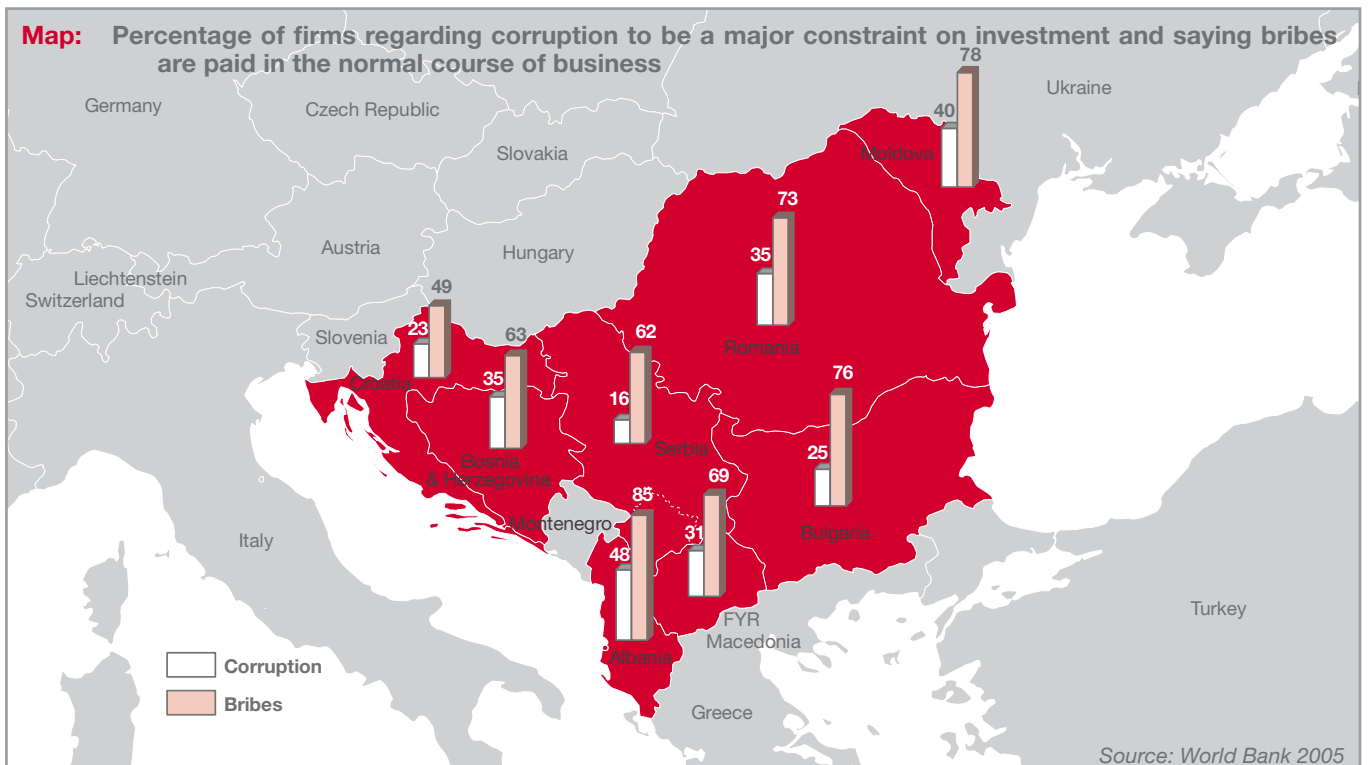 Map: Percentage of firms regarding corruption to be a major constraint on investment and saying bribes
are paid in the normal course of business
78
Germany
Czech Republic
Ukraine
40
Slovakia
Moldova
73
Austria
Hungary
35
Liechtenstein
Switzerland
49
23
Slovenia
63
62
Romania
Croatia
35
16
76
Serbia
25
Bosnia
& Herzegovina
69
85
Montenegro
31
Bulgaria
Italy
48
Turkey
FYR
Macedonia
Albania
Corruption
Bribes
Greece
Source: World Bank 2005